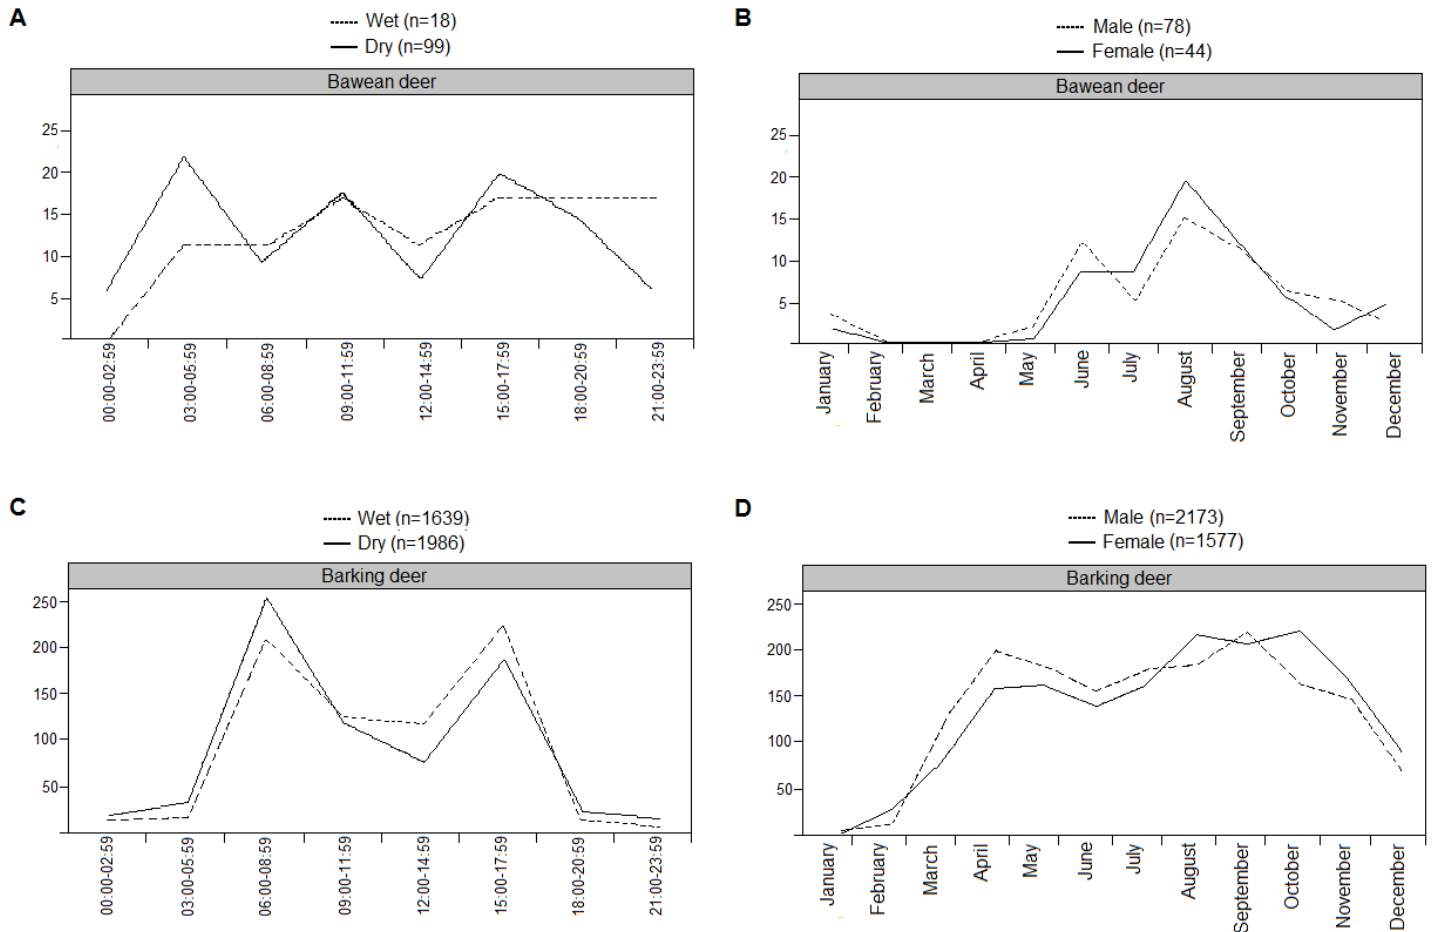 A
Wet (n=18)
Dry (n=99)
Bawean deer
25
20
15
10
5
00:00-02:59
03:00-05:59
06:00-08:59
09:00-11:59
12:00-14:59
15:00-17:59
18:00-20:59
21:00-23:59
B
Male (n=78)
Female (n=44)
Bawean deer
25
20
15
10
5
January
February
March
April
May
June
July
August
September
October
November
December
C
Wet (n=1639)
Dry (n=1986)
Barking deer
250
200
150
100
50
00:00-02:59
03:00-05:59
06:00-08:59
09:00-11:59
12:00-14:59
15:00-17:59
18:00-20:59
21:00-23:59
D
Male (n=2173)
Female (n=1577)
Barking deer
250
200
150
100
50
January
February
March
April
May
June
July
August
September
October
November
December